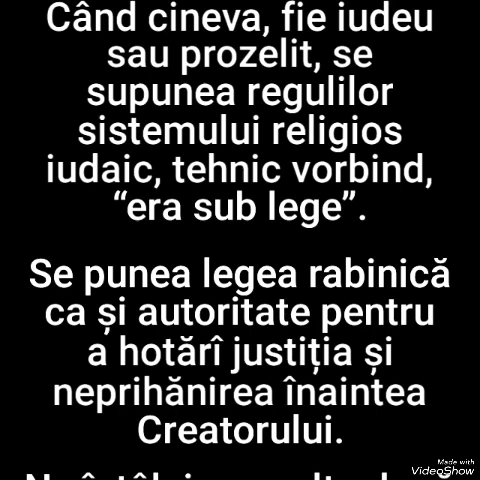 Când cineva, fie iudeu
sau prozelit, se
supunea regulilor
sistemului religios
iudaic, tehnic vorbind,
“era sub lege”.
Se punea legea rabinică
ca și autoritate pentru
a hotărî justiția și
neprihănirea înaintea
Creatorului.
Made with
VideoShow